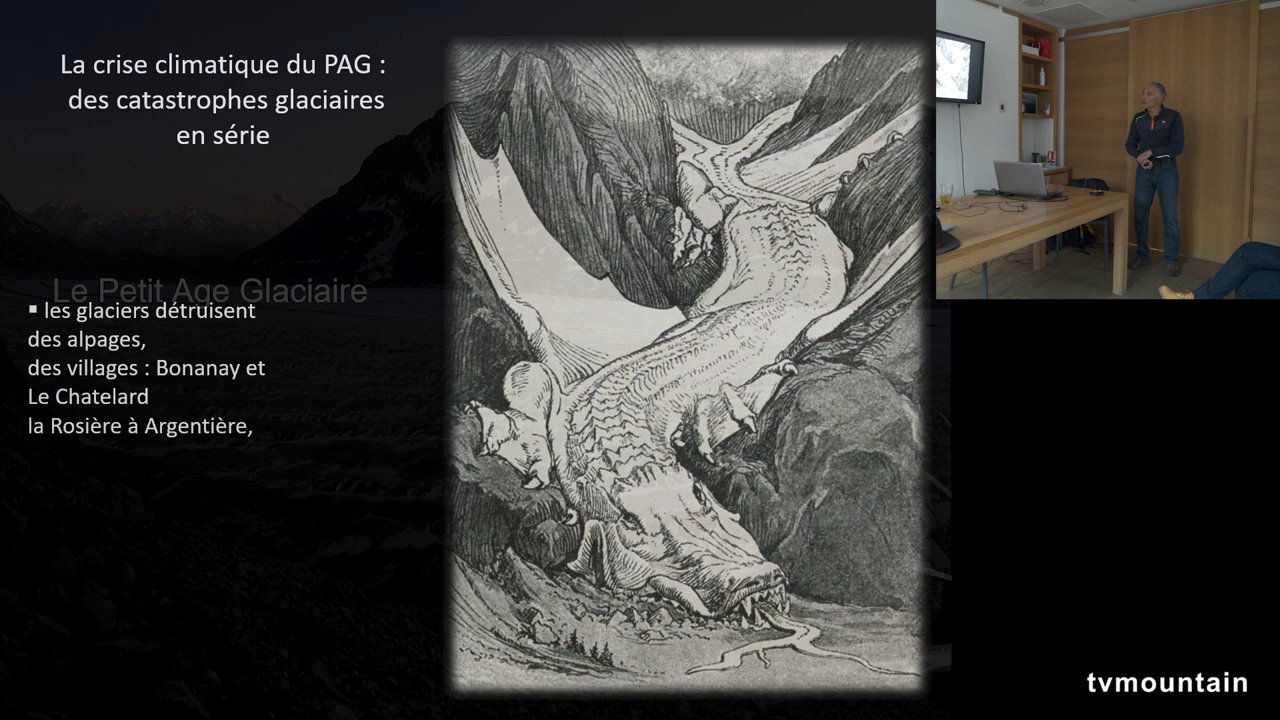 La crise climatique du PAG :
des catastrophes glaciaires
en série
Le Petit Age Glaciaire
▪ les glaciers détruisent
des alpages,
des villages : Bonanay et
Le Chatelard
la Rosière à Argentière,
tvmountain